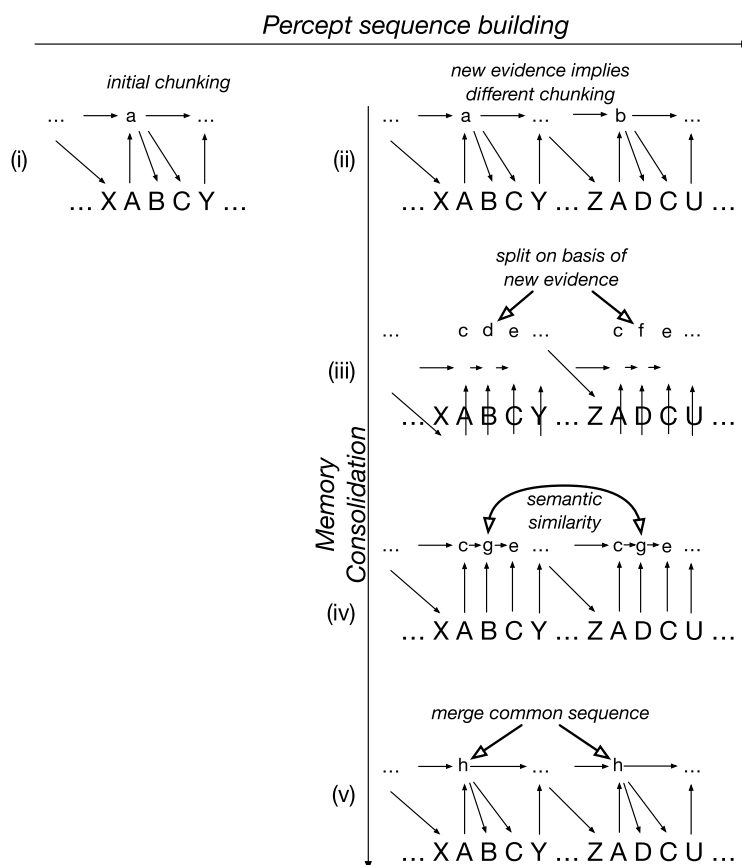 Percept sequence building
initial chunking
new evidence implies
different chunking
… a …
(i)
… X A B C Y …
… a … b …
(ii)
… X A B C Y … Z A D C U …
split on basis of
new evidence
… c d e … c f e …
(iii)
… X A B C Y … Z A D C U …
Memory
Consolidation
semantic
similarity
… c g e … c g e …
(iv)
… X A B C Y … Z A D C U …
merge common sequence
… h … h …
(v)
… X A B C Y … Z A D C U …